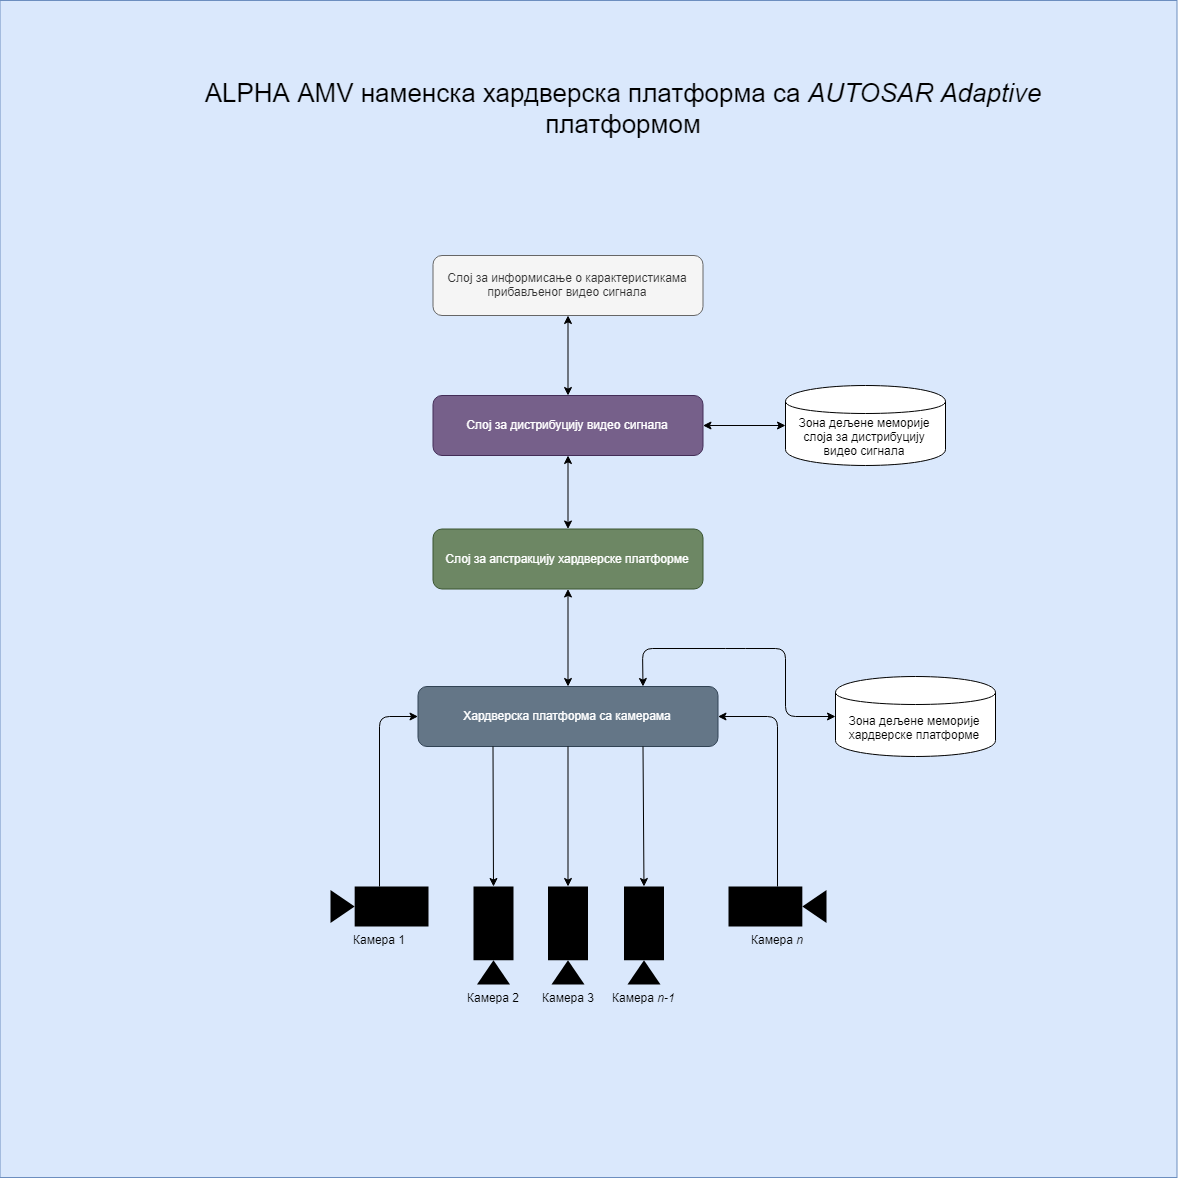 ALPHA AMV наменска хардверска платформа са AUTOSAR Adaptive
платформом
Слој за информисање о карактеристикама
прибављеног видео сигнала
Слој за дистрибуцију видео сигнала
Зона дељене меморије
слоја за дистрибуцију
видео сигнала
Слој за апстракцију хардверске платформе
Хардверска платформа са камерама
Зона дељене меморије
хардверске платформе
Камера 1
Камера n
Камера 2
Камера 3
Камера n-1